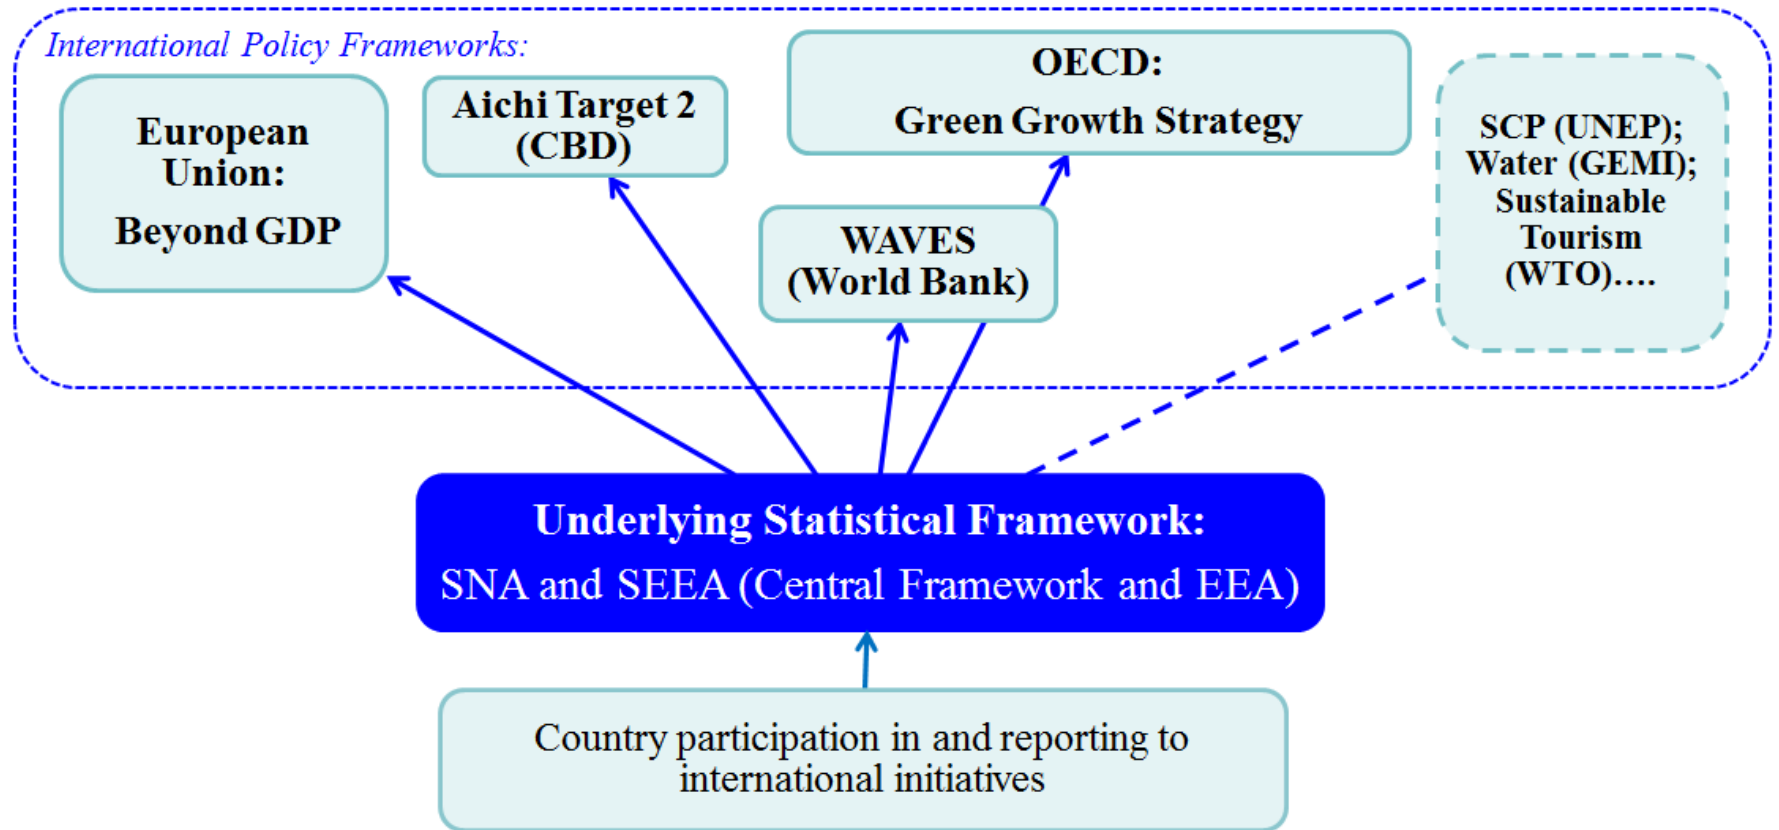 International Policy Frameworks:
European
Union:
Beyond GDP
Aichi Target 2
(CBD)
OECD:
Green Growth Strategy
WAVES
(World Bank)
SCP (UNEP);
Water (GEMI);
Sustainable
Tourism
(WTO)….
Underlying Statistical Framework:
SNA and SEEA (Central Framework and EEA)
Country participation in and reporting to
international initiatives